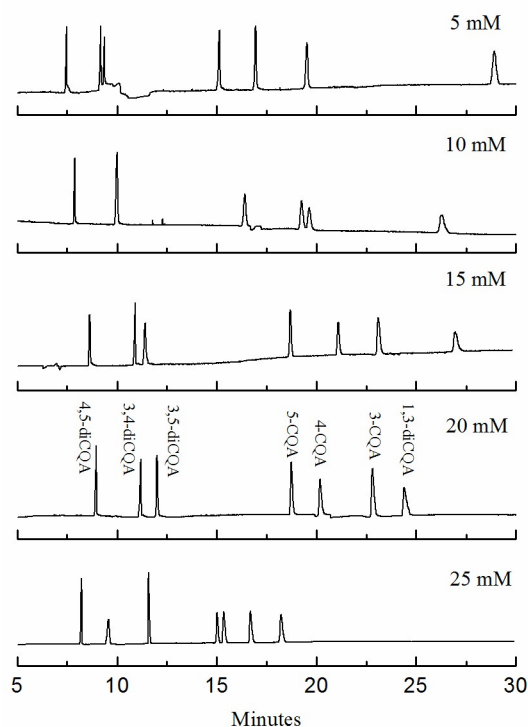 5 mM
10 mM
15 mM
20 mM
4,5-diCQA
3,4-diCQA
3,5-diCQA
5-CQA
4-CQA
3-CQA
1,3-diCQA
25 mM
5 10 15 20 25 30
Minutes